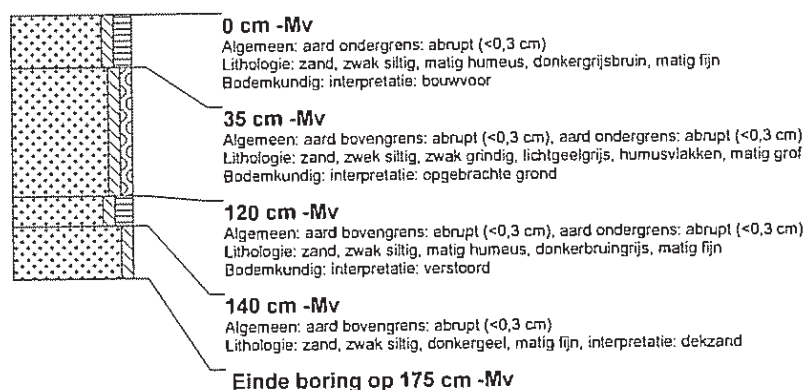 0 cm -Mv
Algemeen: aard ondergrens: abrupt (<0,3 cm)
Lithologie: zand, zwak siltig, matig humeus, donkergrijsbruin, matig fijn
Bodemkundig: interpretatie: bouwvoor
35 cm -Mv
Algemeen: aard bovengrens: abrupt (<0,3 cm), aard ondergrens: abrupt (<0,3 cm)
Lithologie: zand, zwak siltig, zwak grindig, lichtgeelgrijs, humusvlakken, matig grof
Bodemkundig: interpretatie: opgebrachte grond
120 cm -Mv
Algemeen: aard bovengrens: abrupt (<0,3 cm), aard ondergrens: abrupt (<0,3 cm)
Lithologie: zand, zwak siltig, matig humeus, donkerbruingrijs, matig fijn
Bodemkundig: interpretatie: verstoord
140 cm -Mv
Algemeen: aard bovengrens: abrupt (<0,3 cm)
Lithologie: zand, zwak siltig, donkergeel, matig fijn, interpretatie: dekzand
Einde boring op 175 cm -Mv